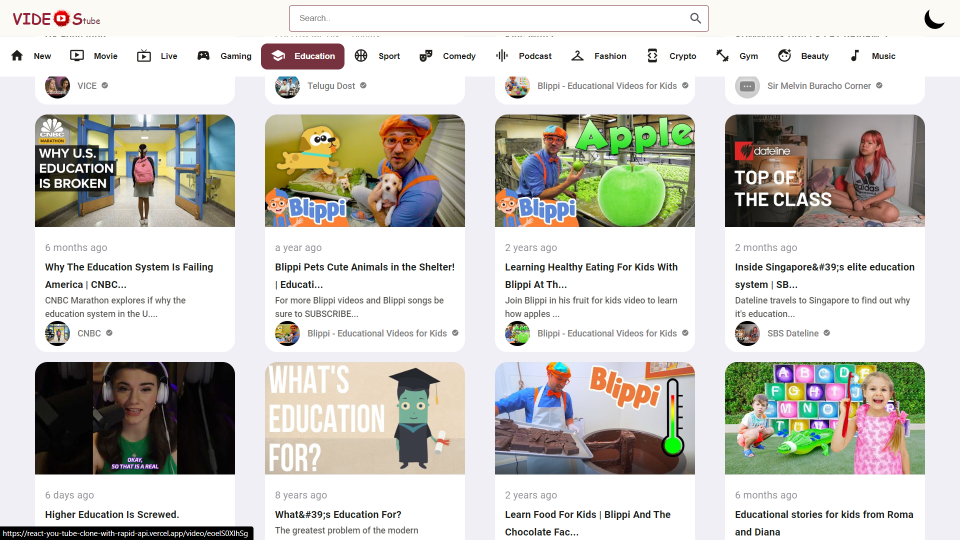 VIDEOStube
Search..
New
Movie
Live
Gaming
Education
Sport
Comedy
Podcast
Fashion
Crypto
Gym
Beauty
Music
VICE
Telugu Dost
Blippi - Educational Videos for Kids
Sir Melvin Buracho Corner
CNBC
MARATHON
WHY U.S.
EDUCATION
IS BROKEN
6 months ago
Why The Education System Is Failing
America | CNBC...
CNBC Marathon explores if why the
education system in the U....
CNBC
Blippi
a year ago
Blippi Pets Cute Animals in the Shelter!
| Educati...
For more Blippi videos and Blippi songs be
sure to SUBSCRIBE...
Blippi - Educational Videos for Kids
Apple
Blippi
2 years ago
Learning Healthy Eating For Kids With
Blippi At Th...
Join Blippi in his fruit for kids video to learn
how apples ...
Blippi - Educational Videos for Kids
dateline
TOP OF
THE CLASS
adidas
2 months ago
Inside Singapore&#39;s elite education
system | SB...
Dateline travels to Singapore to find out why
it's education...
SBS Dateline
OKAY,
SO THAT IS A REAL
6 days ago
Higher Education Is Screwed.
WHAT'S
EDUCATION
FOR?
8 years ago
What&#39;s Education For?
The greatest problem of the modern
Blippi
2 years ago
Learn Food For Kids | Blippi And The
Chocolate Fac...
6 months ago
Educational stories for kids from Roma
and Diana
https://react-you-tube-clone-with-rapid-api.vercel.app/video/eoeIS0XlhSg